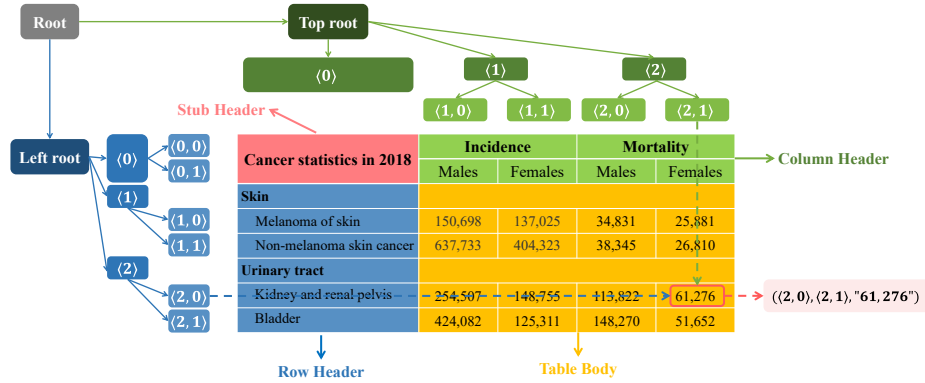 Root
Top root
⟨0⟩
⟨1⟩
⟨2⟩
⟨1, 0⟩
⟨1, 1⟩
⟨2, 0⟩
⟨2, 1⟩
Stub Header
Left root
⟨0⟩
⟨0, 0⟩
⟨0, 1⟩
⟨1⟩
⟨1, 0⟩
⟨1, 1⟩
⟨2⟩
⟨2, 0⟩
⟨2, 1⟩
Cancer statistics in 2018
Incidence
Mortality
Males
Females
Males
Females
Column Header
Skin
Melanoma of skin 150,698 137,025 34,831 25,881
Non-melanoma skin cancer 637,733 404,323 38,345 26,810
Urinary tract
Kidney and renal pelvis 254,507 148,755 113,822 61,276
(⟨2, 0⟩, ⟨2, 1⟩, "61, 276")
Bladder 424,082 125,311 148,270 51,652
Row Header
Table Body